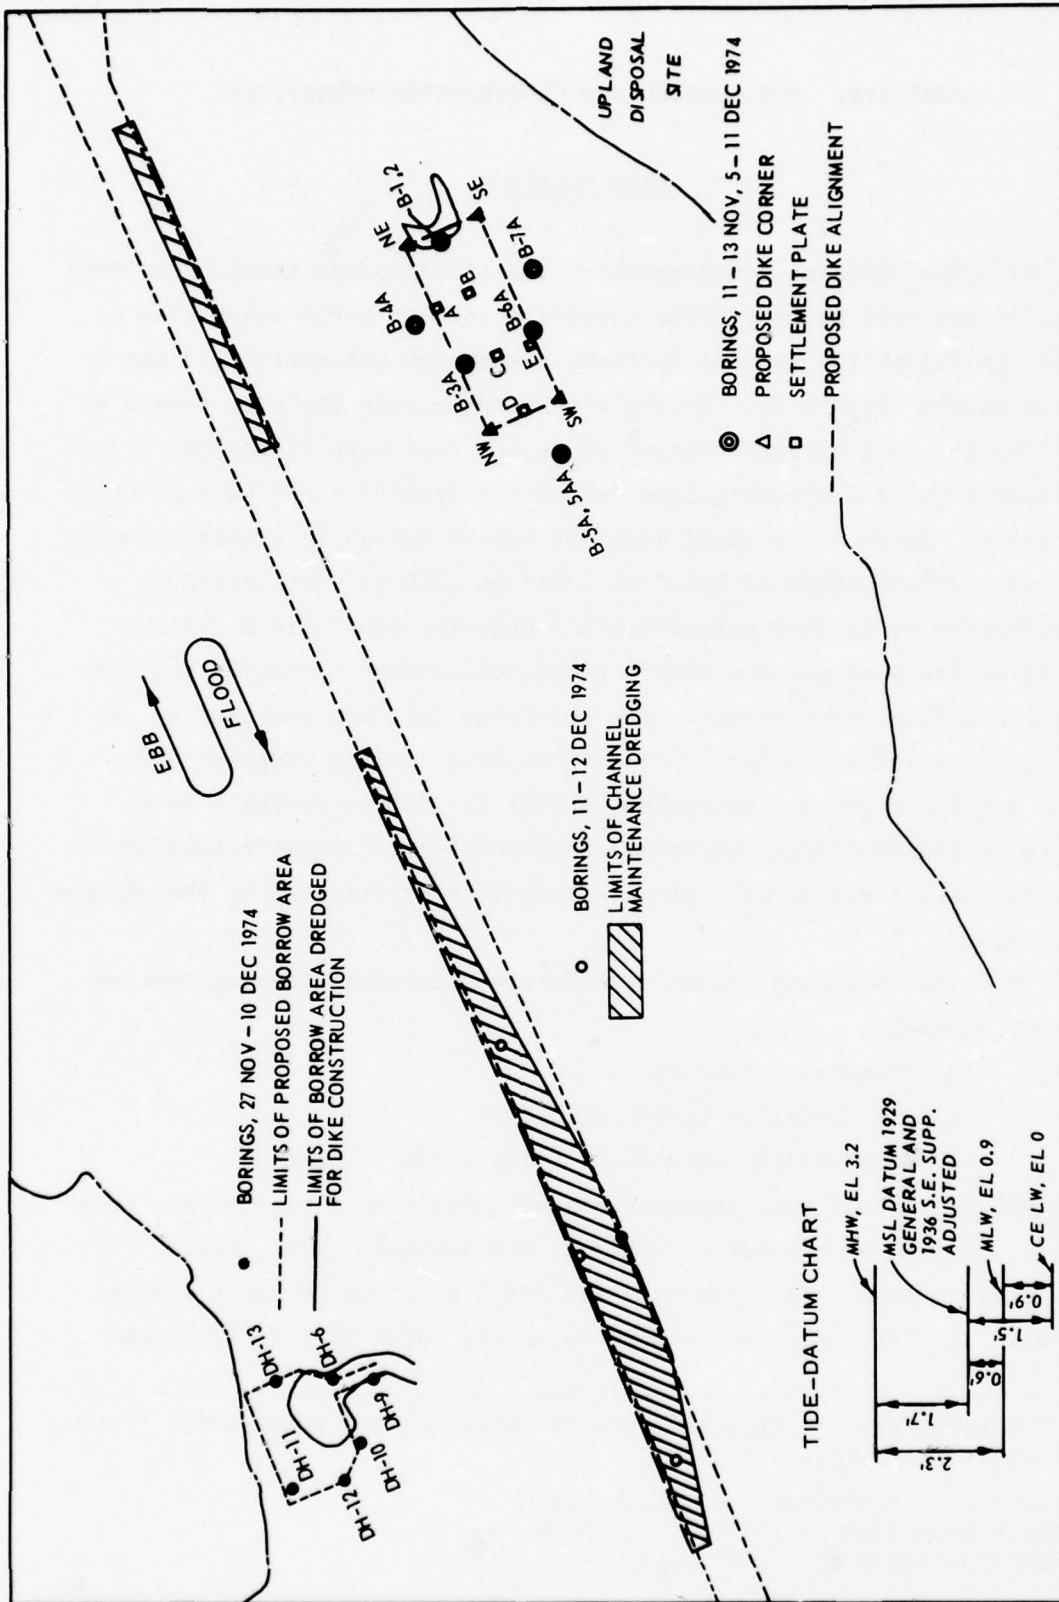 UPLAND
DISPOSAL
SITE
EBB
FLOOD
NE
B-1,2
SE
B-4A
A
B
B-7A
B-3A
C
B-6A
E
NW
D
SW
B-5A, 5AA
BORINGS, 11-13 NOV, 5-11 DEC 1974
PROPOSED DIKE CORNER
SETTLEMENT PLATE
PROPOSED DIKE ALIGNMENT
BORINGS, 27 NOV-10 DEC 1974
LIMITS OF PROPOSED BORROW AREA
LIMITS OF BORROW AREA DREDGED
FOR DIKE CONSTRUCTION
BORINGS, 11-12 DEC 1974
LIMITS OF CHANNEL
MAINTENANCE DREDGING
DH-13
DH-6
DH-11
DH-9
DH-10
DH-12
TIDE-DATUM CHART
MHW, EL 3.2
MSL DATUM 1929
GENERAL AND
1936 S.E. SUPP.
ADJUSTED
MLW, EL 0.9
CE LW, EL 0
2.3'
1.7'
0.6'
1.5'
0.9'